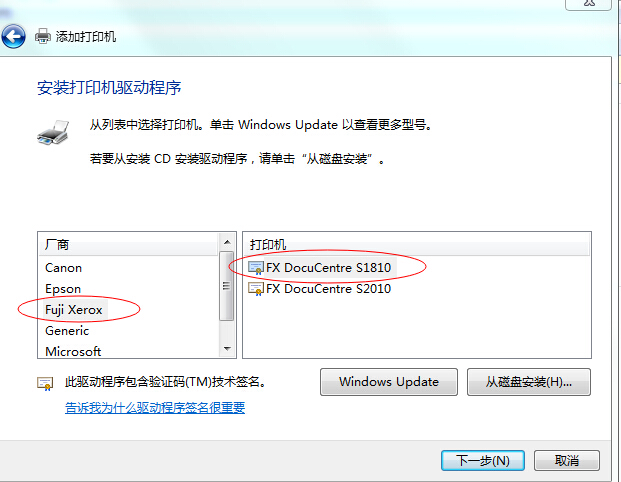 添加打印机
安装打印机驱动程序
从列表中选择打印机。单击 Windows Update 以查看更多型号。
若要从安装 CD 安装驱动程序，请单击“从磁盘安装”。
厂商
Canon
Epson
Fuji Xerox
Generic
Microsoft
打印机
FX DocuCentre S1810
FX DocuCentre S2010
此驱动程序包含验证码(TM)技术签名。
告诉我为什么驱动程序签名很重要
Windows Update
从磁盘安装(H)...
下一步(N)
取消